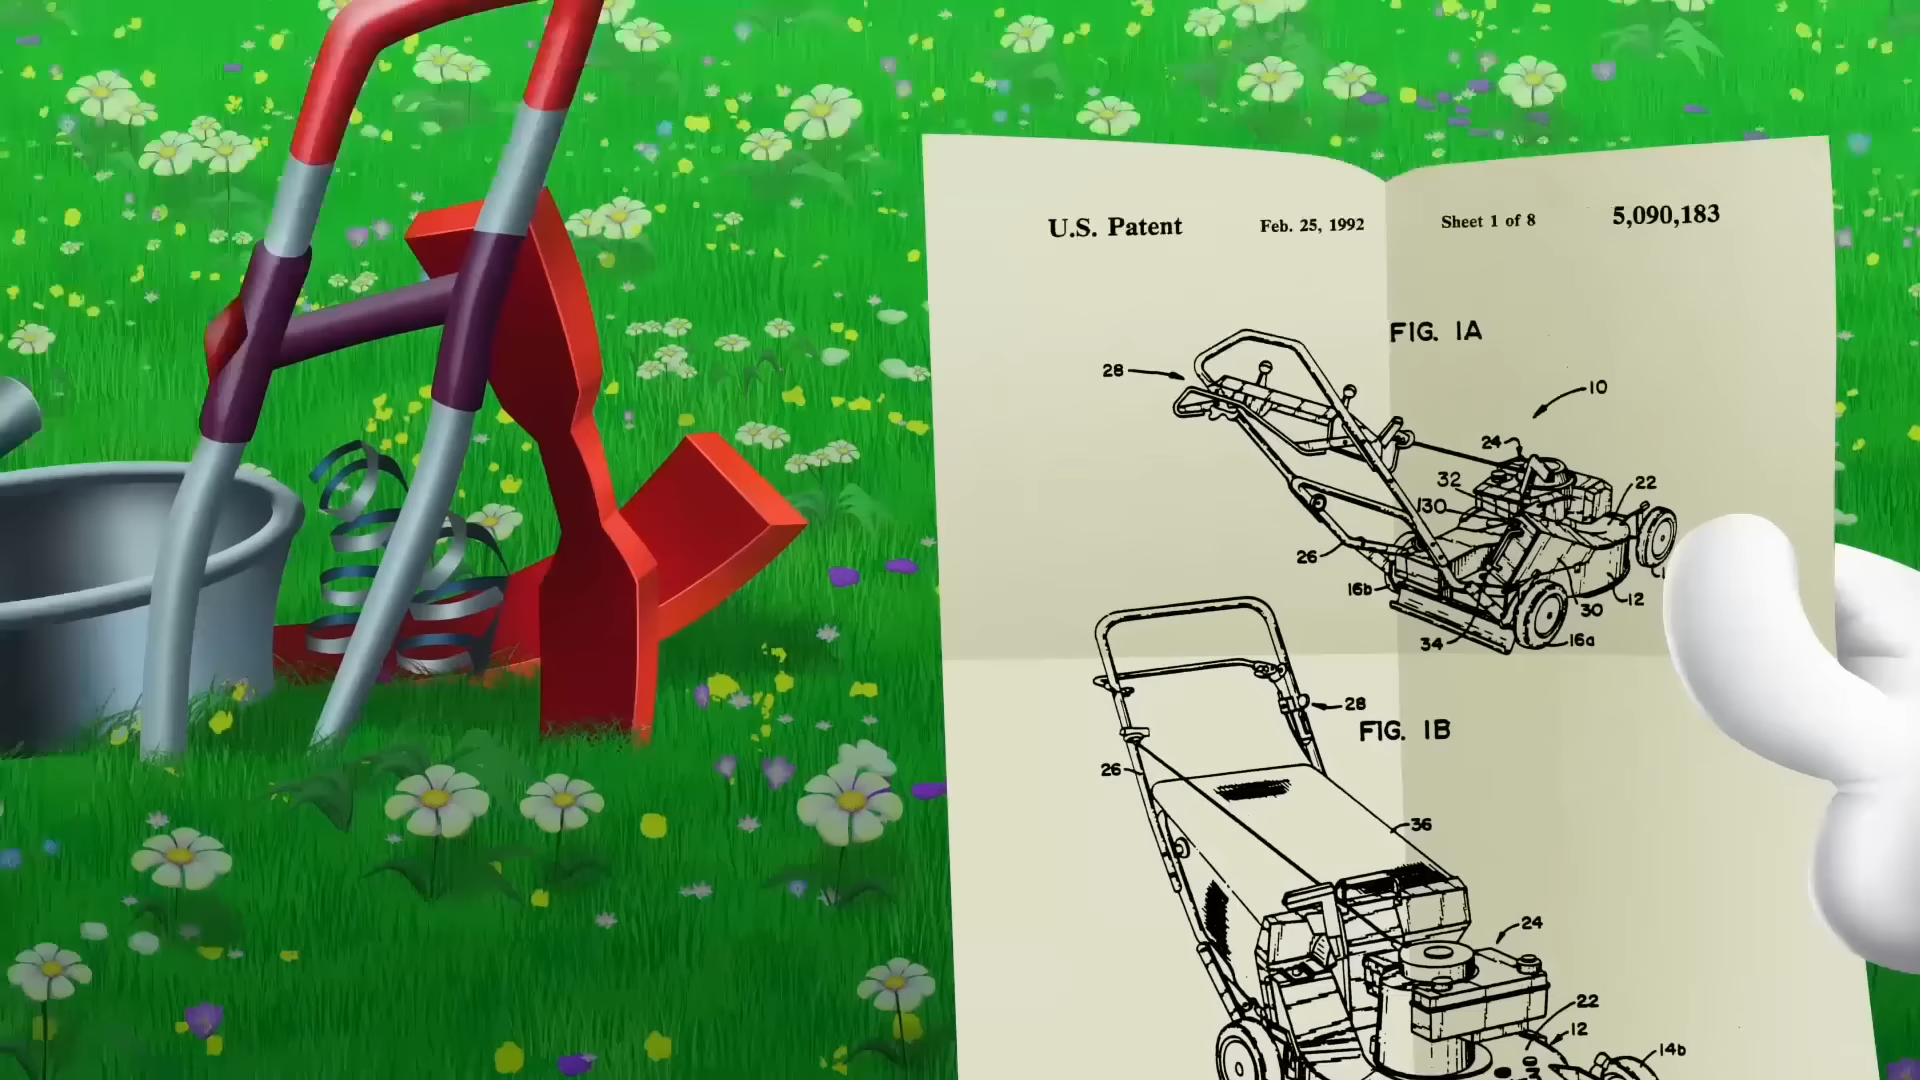 U.S. Patent Feb. 25, 1992 Sheet 1 of 8 5,090,183
FIG. 1A
28
10
24
32
22
130
26
16b
12
30
34
16a
28
FIG. 1B
26
36
24
22
12
14b